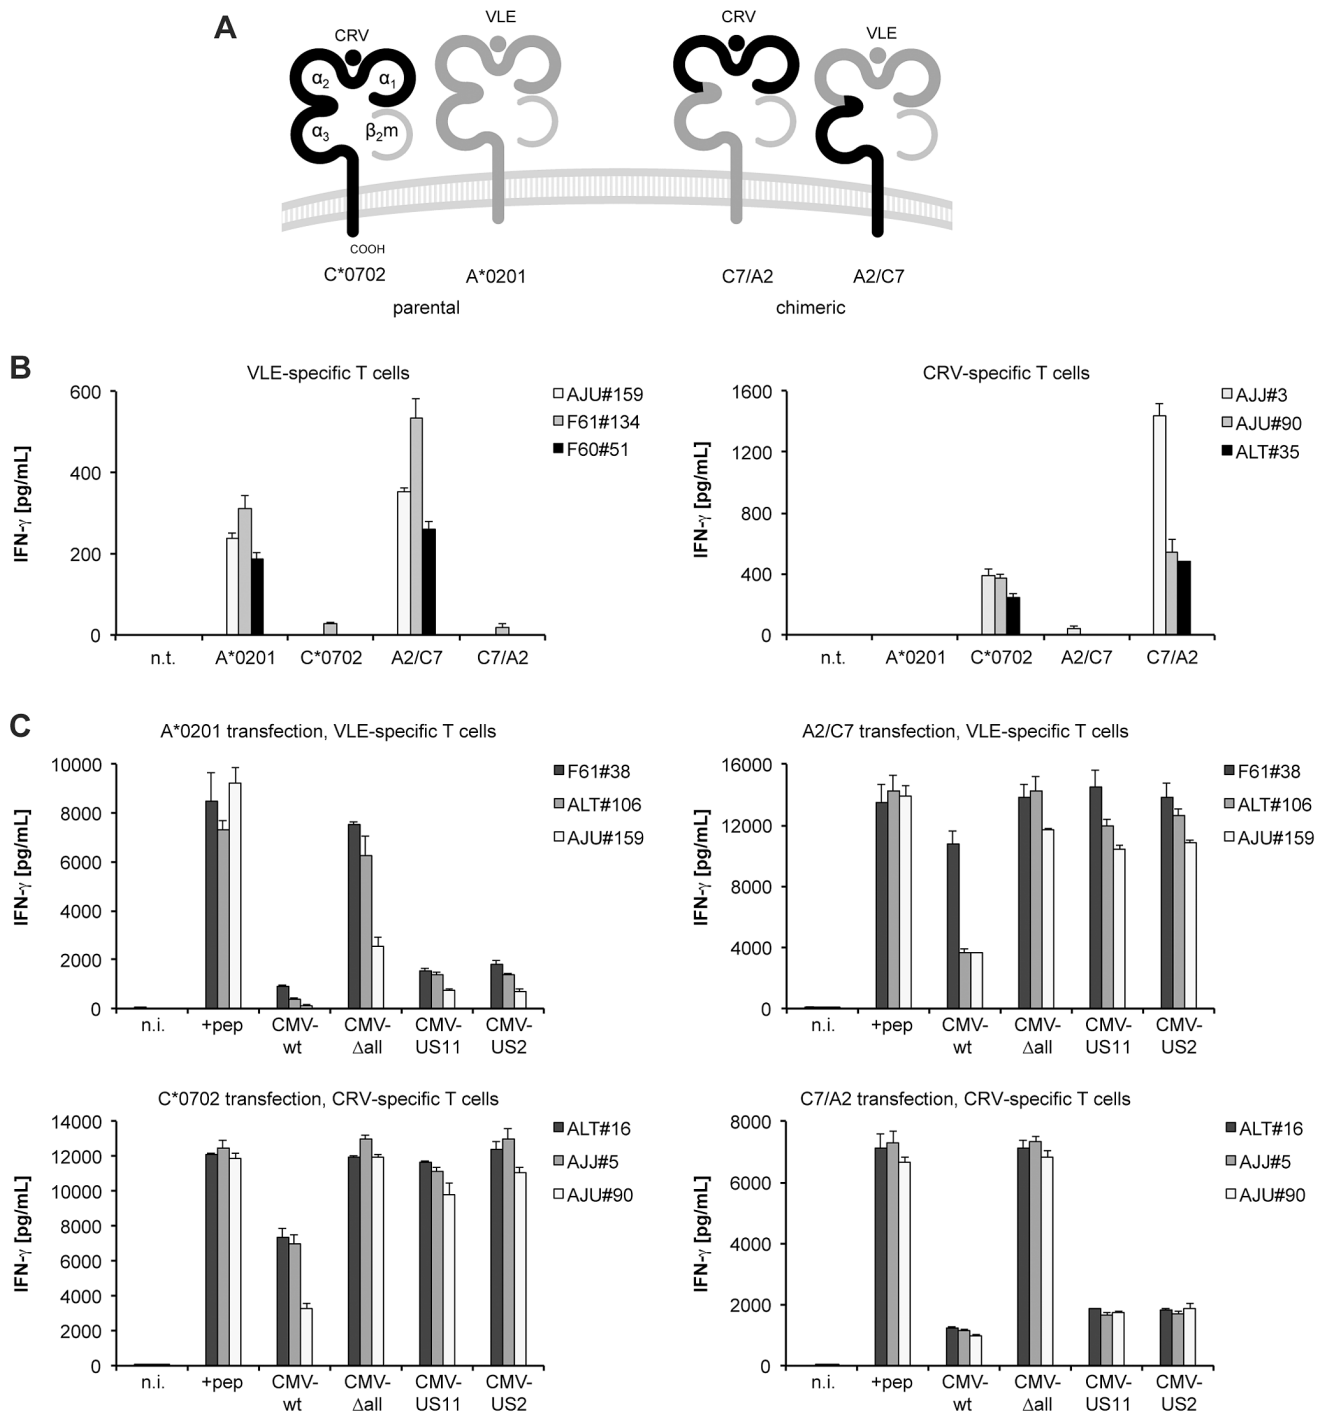 A
CRV
VLE
CRV
VLE
α2
α1
α3
β2m
COOH
C*0702
A*0201
C7/A2
A2/C7
parental
chimeric
B
VLE-specific T cells
IFN-γ [pg/mL]
600
400
200
0
n.t.
A*0201
C*0702
A2/C7
C7/A2
AJU#159
F61#134
F60#51
CRV-specific T cells
IFN-γ [pg/mL]
1600
1200
800
400
0
n.t.
A*0201
C*0702
A2/C7
C7/A2
AJJ#3
AJU#90
ALT#35
C
A*0201 transfection, VLE-specific T cells
IFN-γ [pg/mL]
10000
8000
6000
4000
2000
0
n.i.
+pep
CMV-
wt
CMV-
Δall
CMV-
US11
CMV-
US2
F61#38
ALT#106
AJU#159
A2/C7 transfection, VLE-specific T cells
IFN-γ [pg/mL]
16000
12000
8000
4000
0
n.i.
+pep
CMV-
wt
CMV-
Δall
CMV-
US11
CMV-
US2
F61#38
ALT#106
AJU#159
C*0702 transfection, CRV-specific T cells
IFN-γ [pg/mL]
14000
12000
10000
8000
6000
4000
2000
0
n.i.
+pep
CMV-
wt
CMV-
Δall
CMV-
US11
CMV-
US2
ALT#16
AJJ#5
AJU#90
C7/A2 transfection, CRV-specific T cells
IFN-γ [pg/mL]
8000
6000
4000
2000
0
n.i.
+pep
CMV-
wt
CMV-
Δall
CMV-
US11
CMV-
US2
ALT#16
AJJ#5
AJU#90